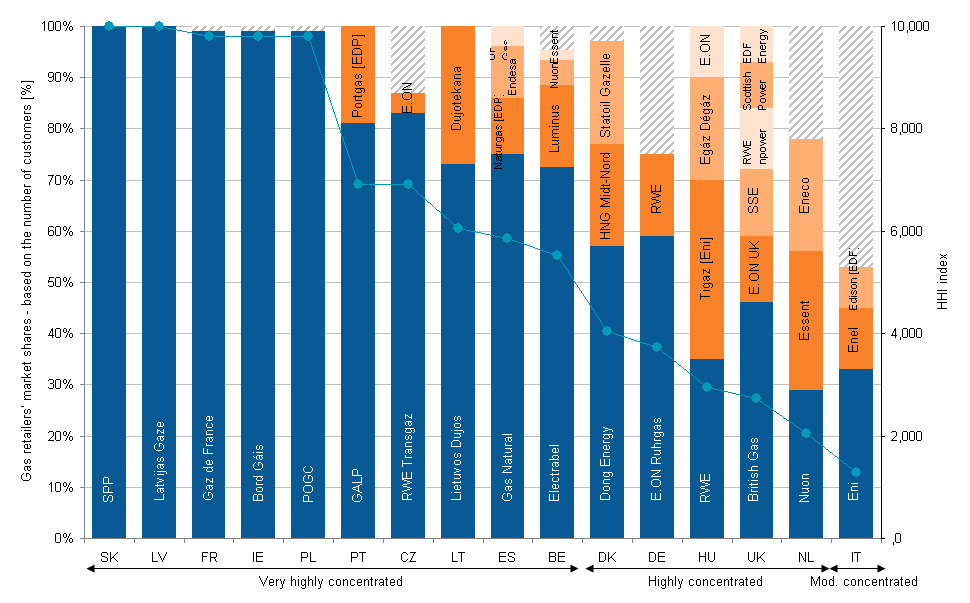 Gas retailers' market shares - based on the number of customers [%]
100%
90%
80%
70%
60%
50%
40%
30%
20%
10%
0%
SPP
Latvijas Gaze
Gaz de France
Bord Gáis
POGC
GALP
Portgas [EDP]
RWE Transgaz
E.ON
Lietuvos Dujos
Dujotekana
Gas Natural
Naturgas [EDP]
Endesa
Gas
Electrabel
Luminus
Nuon
Essent
Dong Energy
HNG Midt-Nord
Statoil Gazelle
E.ON Ruhrgas
RWE
RWE
Tigaz [Eni]
Egáz Dégáz
E.ON
British Gas
E.ON UK
SSE
RWE
npower
Scottish
Power
EDF
Energy
Nuon
Essent
Eneco
Eni
Enel
Edison [EDF]
10,000
8,000
6,000
4,000
2,000
,0
HHI index
SK LV FR IE PL PT CZ LT ES BE DK DE HU UK NL IT
Very highly concentrated
Highly concentrated
Mod. concentrated